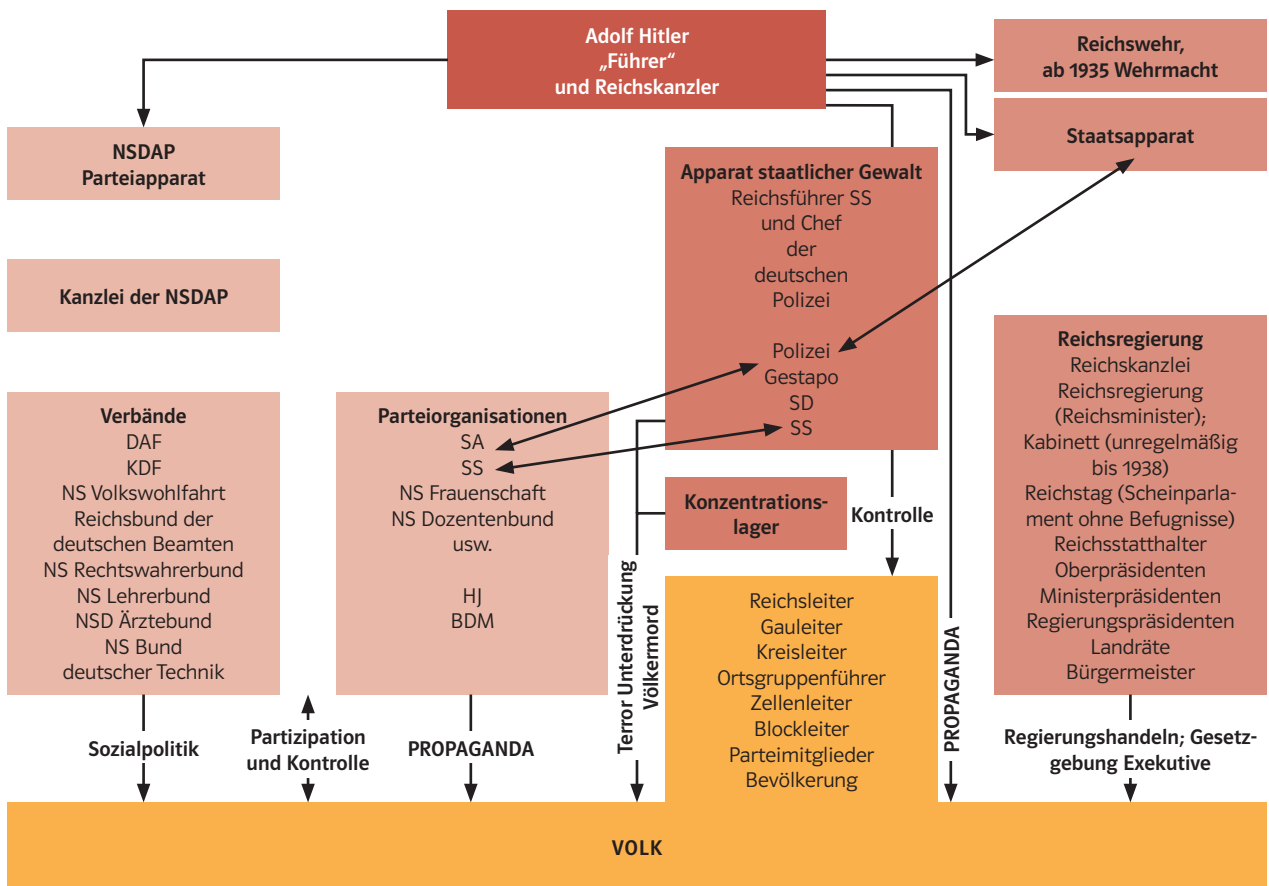 Adolf Hitler
„Führer“
und Reichskanzler
Reichswehr,
ab 1935 Wehrmacht
Staatsapparat
NSDAP
Parteiapparat
Kanzlei der NSDAP
Apparat staatlicher Gewalt
Reichsführer SS
und Chef
der
deutschen
Polizei
Polizei
Gestapo
SD
SS
Verbände
DAF
KDF
NS Volkswohlfahrt
Reichsbund der
deutschen Beamten
NS Rechtswahrerbund
NS Lehrerbund
NSD Ärztebund
NS Bund
deutscher Technik
Parteiorganisationen
SA
SS
NS Frauenschaft
NS Dozentenbund
usw.
HJ
BDM
Konzentrations-
lager
Kontrolle
Reichsregierung
Reichskanzlei
Reichsregierung
(Reichsminister);
Kabinett (unregelmäßig
bis 1938)
Reichstag (Scheinparla-
ment ohne Befugnisse)
Reichsstatthalter
Oberpräsidenten
Ministerpräsidenten
Regierungspräsidenten
Landräte
Bürgermeister
Reichsleiter
Gauleiter
Kreisleiter
Ortsgruppenführer
Zellenleiter
Blockleiter
Parteimitglieder
Bevölkerung
Sozialpolitik
Partizipation
und Kontrolle
PROPAGANDA
Terror Unterdrückung
Völkermord
PROPAGANDA
Regierungshandeln; Gesetz-
gebung Exekutive
VOLK